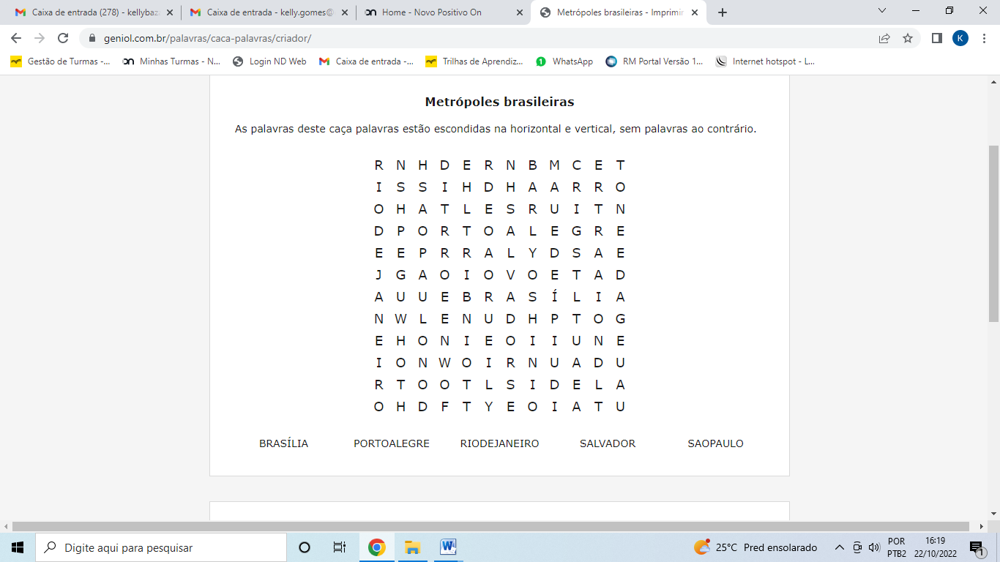 Caixa de entrada (278) - kellybaz
Caixa de entrada - kelly.gomes@
Home - Novo Positivo On
Metrópoles brasileiras - Imprimir
geniol.com.br/palavras/caca-palavras/criador/
K
Gestão de Turmas -...
Minhas Turmas - N...
Login ND Web
Caixa de entrada -...
Trilhas de Aprendiz...
WhatsApp
RM Portal Versão 1...
Internet hotspot - L...
Metrópoles brasileiras
As palavras deste caça palavras estão escondidas na horizontal e vertical, sem palavras ao contrário.
R N H D E R N B M C E T
I S S I H D H A A R R O
O H A T L E S R U I T N
D P O R T O A L E G R E
E E P R R A L Y D S A E
J G A O I O V O E T A D
A U U E B R A S Í L I A
N W L E N U D H P T O G
E H O N I E O I I U N E
I O N W O I R N U A D U
R T O O T L S I D E L A
O H D F T Y E O I A T U
BRASÍLIA PORTOALEGRE RIODEJANEIRO SALVADOR SAOPAULO
Digite aqui para pesquisar
25°C Pred ensolarado
POR
PTB2
16:19
22/10/2022
1